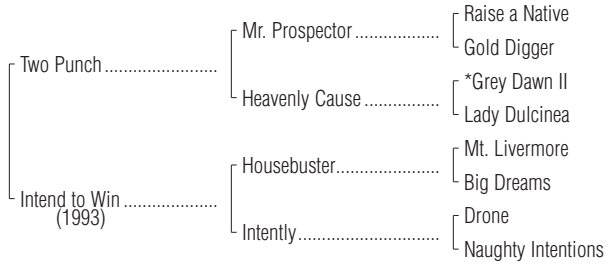 Raise a Native
Mr. Prospector ....................
Gold Digger
Two Punch .........................
*Grey Dawn II
Heavenly Cause ..................
Lady Dulcinea
Mt. Livermore
Housebuster.........................
Big Dreams
Intend to Win .....................
(1993)
Drone
Intently..................................
Naughty Intentions